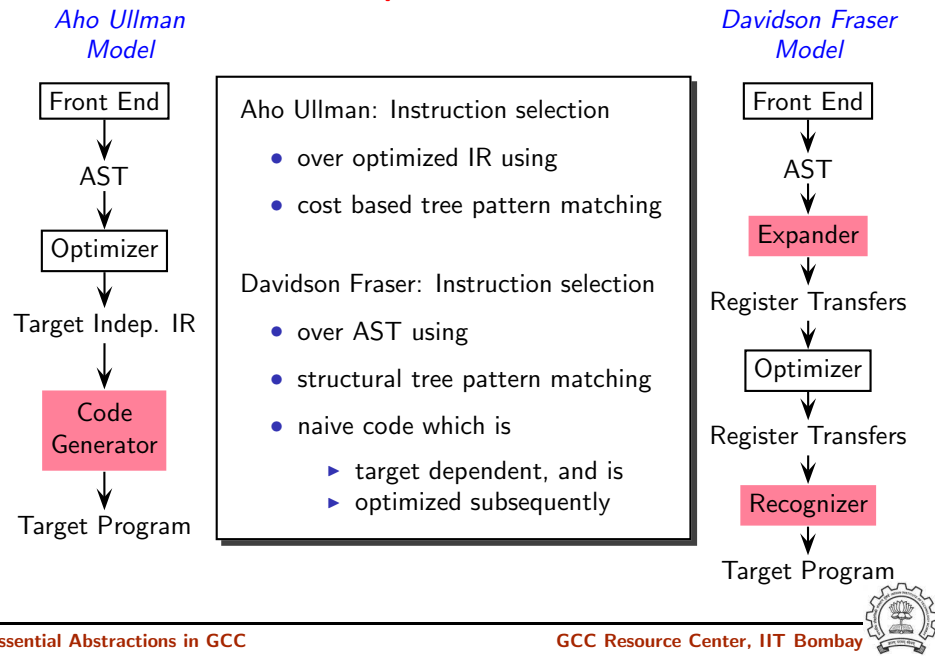 Aho Ullman
Model
Front End
AST
Optimizer
Target Indep. IR
Code
Generator
Target Program
Aho Ullman: Instruction selection
• over optimized IR using
• cost based tree pattern matching
Davidson Fraser: Instruction selection
• over AST using
• structural tree pattern matching
• naive code which is
▶ target dependent, and is
▶ optimized subsequently
Davidson Fraser
Model
Front End
AST
Expander
Register Transfers
Optimizer
Register Transfers
Recognizer
Target Program
ssential Abstractions in GCC
GCC Resource Center, IIT Bombay